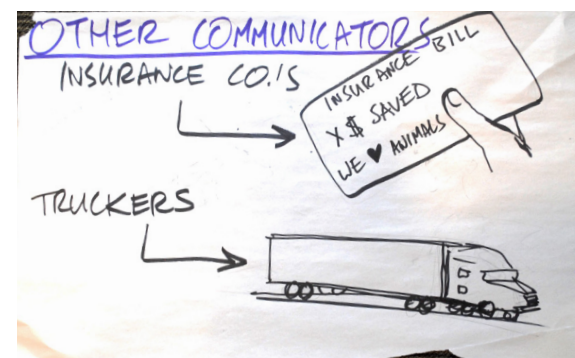 OTHER COMMUNICATORS
INSURANCE CO.'S
INSURANCE BILL
X $ SAVED
WE ♥ ANIMALS
TRUCKERS